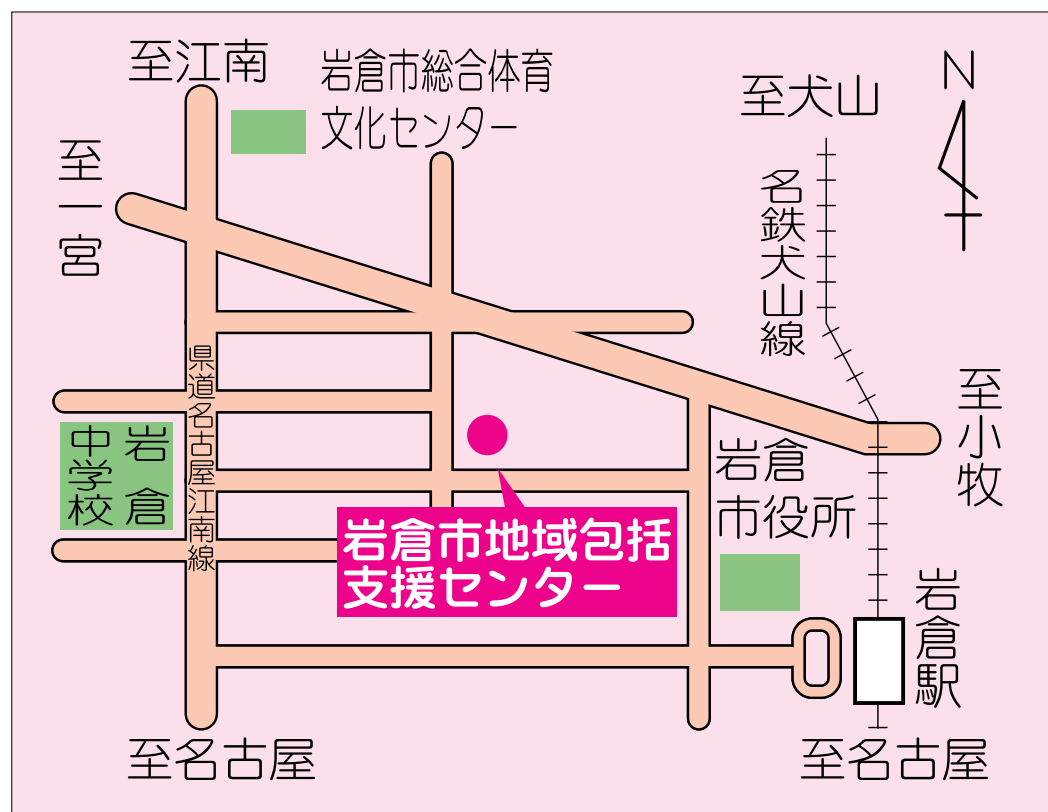 至江南
岩倉市総合体育
文化センター
至犬山
N
至一宮
名鉄犬山線
県道名古屋江南線
至小牧
岩倉
中学校
岩倉
市役所
岩倉市地域包括
支援センター
岩倉駅
至名古屋
至名古屋